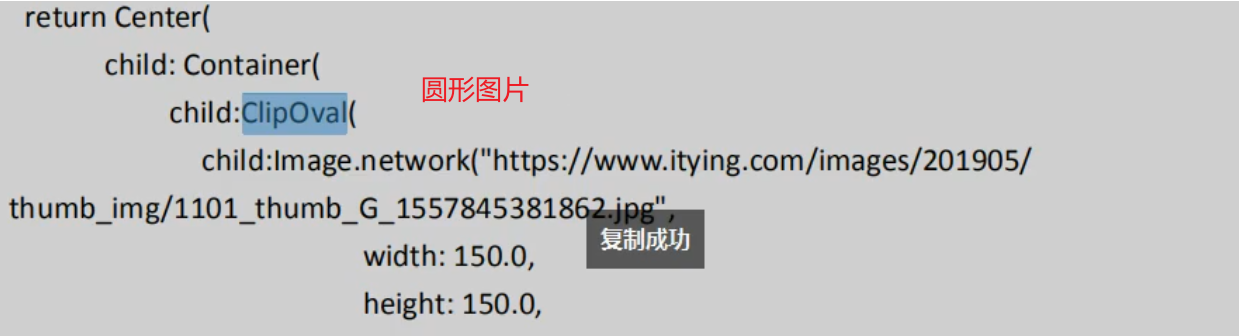 return Center(
child: Container(
圆形图片
child:ClipOval(
child:Image.network("https://www.itying.com/images/201905/
thumb_img/1101_thumb_G_1557845381862.jpg",
复制成功
width: 150.0,
height: 150.0,